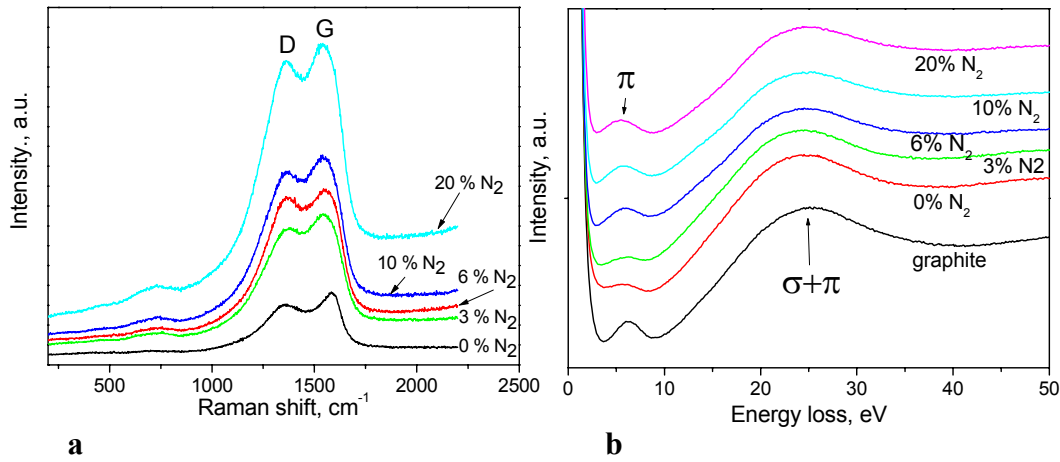 D
G
20 % N2
10 % N2
6 % N2
3 % N2
0 % N2
Intensity., a.u.
500
1000
1500
2000
2500
Raman shift, cm-1
a
π
20% N2
10% N2
6% N2
3% N2
0% N2
graphite
σ+π
Intensity, a.u.
0
10
20
30
40
50
Energy loss, eV
b